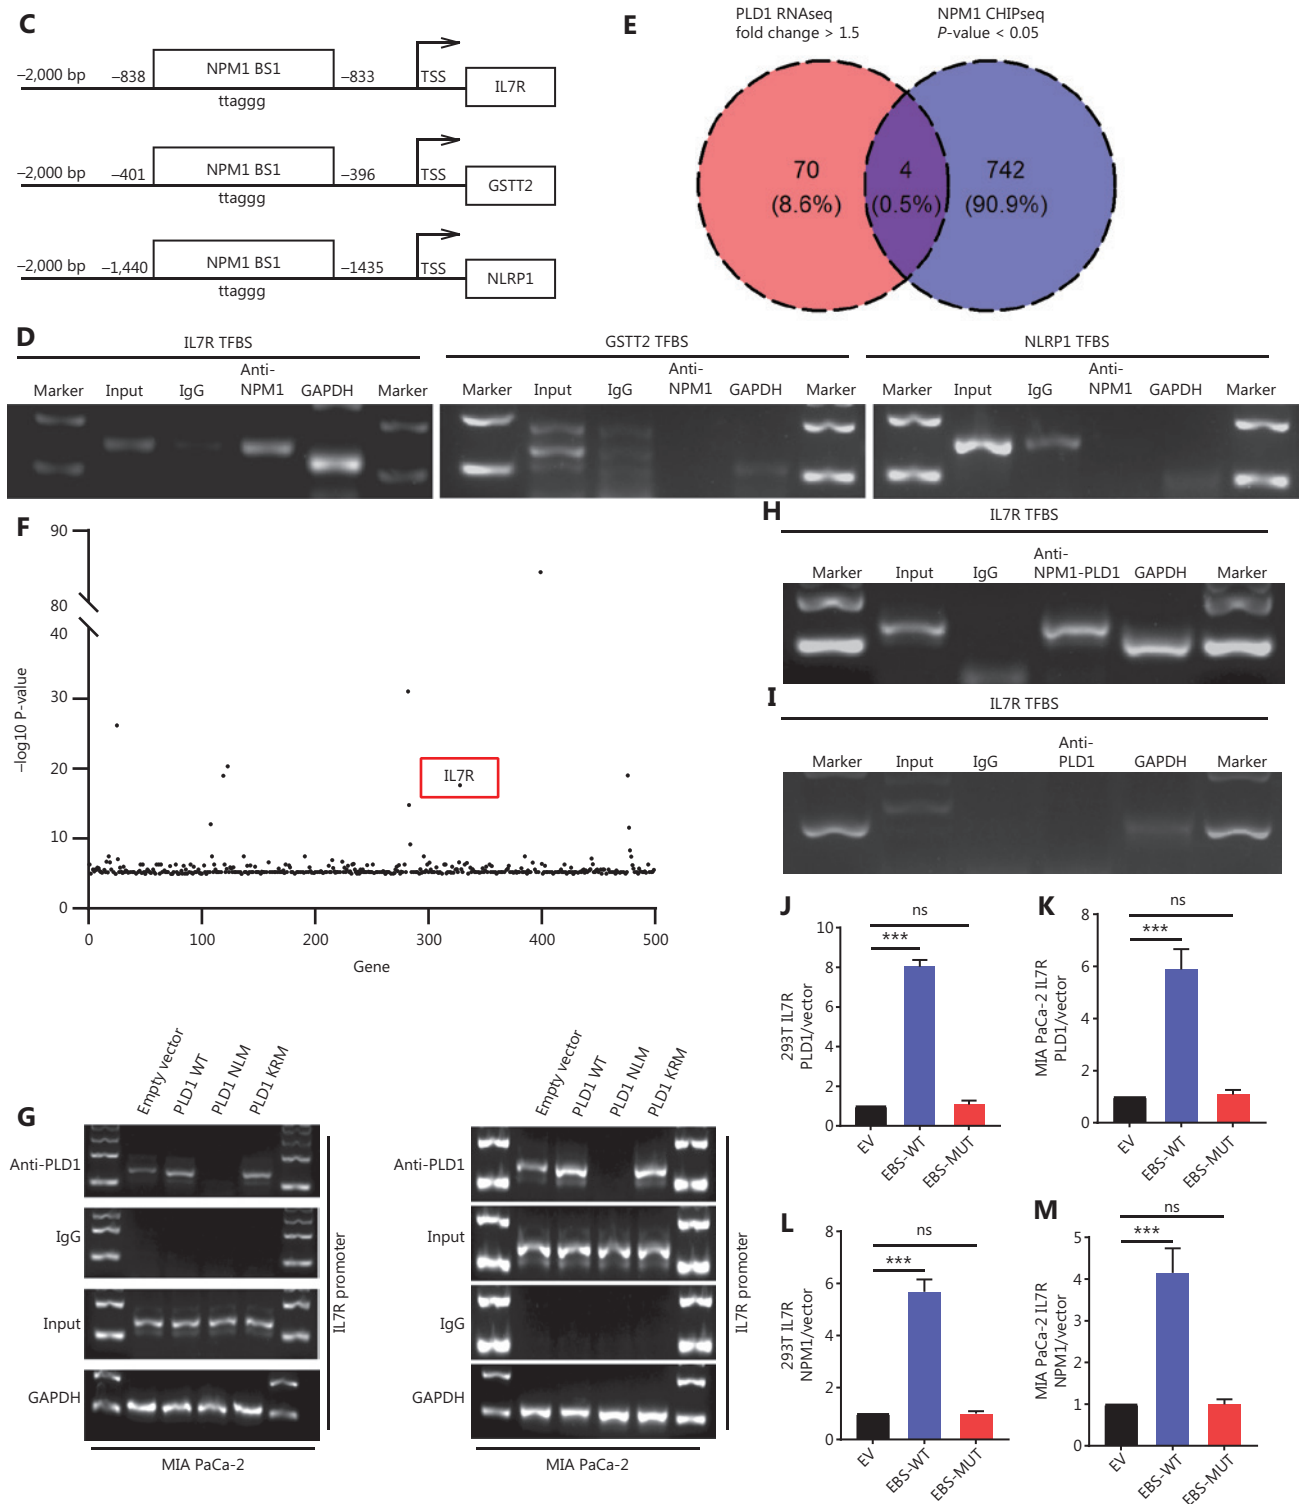 C
–2,000 bp –838 NPM1 BS1 –833 TSS IL7R
ttaggg
–2,000 bp –401 NPM1 BS1 –396 TSS GSTT2
ttaggg
–2,000 bp –1,440 NPM1 BS1 –1435 TSS NLRP1
ttaggg
E
PLD1 RNAseq
fold change > 1.5
NPM1 CHIPseq
P-value < 0.05
70
(8.6%)
4
(0.5%)
742
(90.9%)
D
IL7R TFBS
Marker Input IgG Anti-
NPM1 GAPDH Marker
GSTT2 TFBS
Marker Input IgG Anti-
NPM1 GAPDH Marker
NLRP1 TFBS
Marker Input IgG Anti-
NPM1 GAPDH Marker
F
–log10 P-value
90
80
40
30
20
10
0
IL7R
0 100 200 300 400 500
Gene
H
IL7R TFBS
Marker Input IgG Anti-
NPM1-PLD1 GAPDH Marker
I
IL7R TFBS
Marker Input IgG Anti-
PLD1 GAPDH Marker
G
Empty vector
PLD1 WT
PLD1 NLM
PLD1 KRM
Anti-PLD1
IgG
Input
GAPDH
IL7R promoter
MIA PaCa-2
Empty vector
PLD1 WT
PLD1 NLM
PLD1 KRM
Anti-PLD1
Input
IgG
GAPDH
IL7R promoter
MIA PaCa-2
J
293T IL7R
PLD1/vector
10
8
6
4
2
0
ns
***
EV
EBS-WT
EBS-MUT
K
MIA PaCa-2 IL7R
PLD1/vector
8
6
4
2
0
ns
***
EV
EBS-WT
EBS-MUT
L
293T IL7R
NPM1/vector
8
6
4
2
0
ns
***
EV
EBS-WT
EBS-MUT
M
MIA PaCa-2 IL7R
NPM1/vector
5
4
3
2
1
0
ns
***
EV
EBS-WT
EBS-MUT